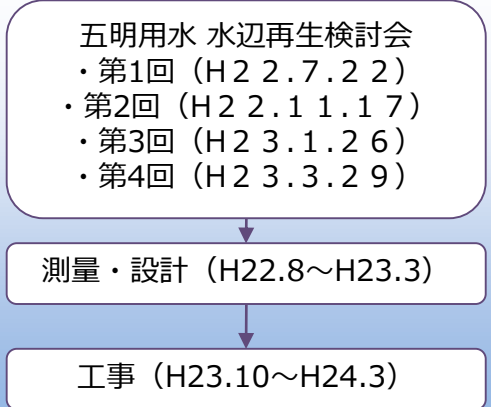 五明用水 水辺再生検討会
・第1回（Ｈ２２.７.２２）
・第2回（Ｈ２２.１１.１７）
・第3回（Ｈ２３.１.２６）
・第4回（Ｈ２３.３.２９）
測量・設計（H22.8～H23.3）
工事（H23.10～H24.3）